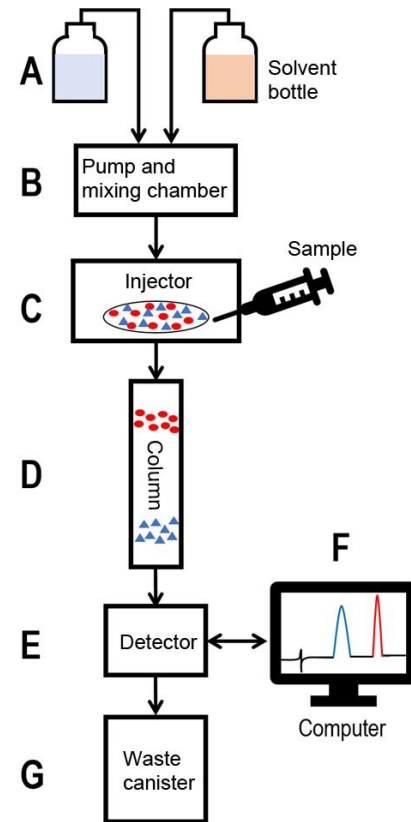 A
Solvent
bottle
B
Pump and
mixing chamber
Sample
C
Injector
D
Column
F
E
Detector
Computer
G
Waste
canister